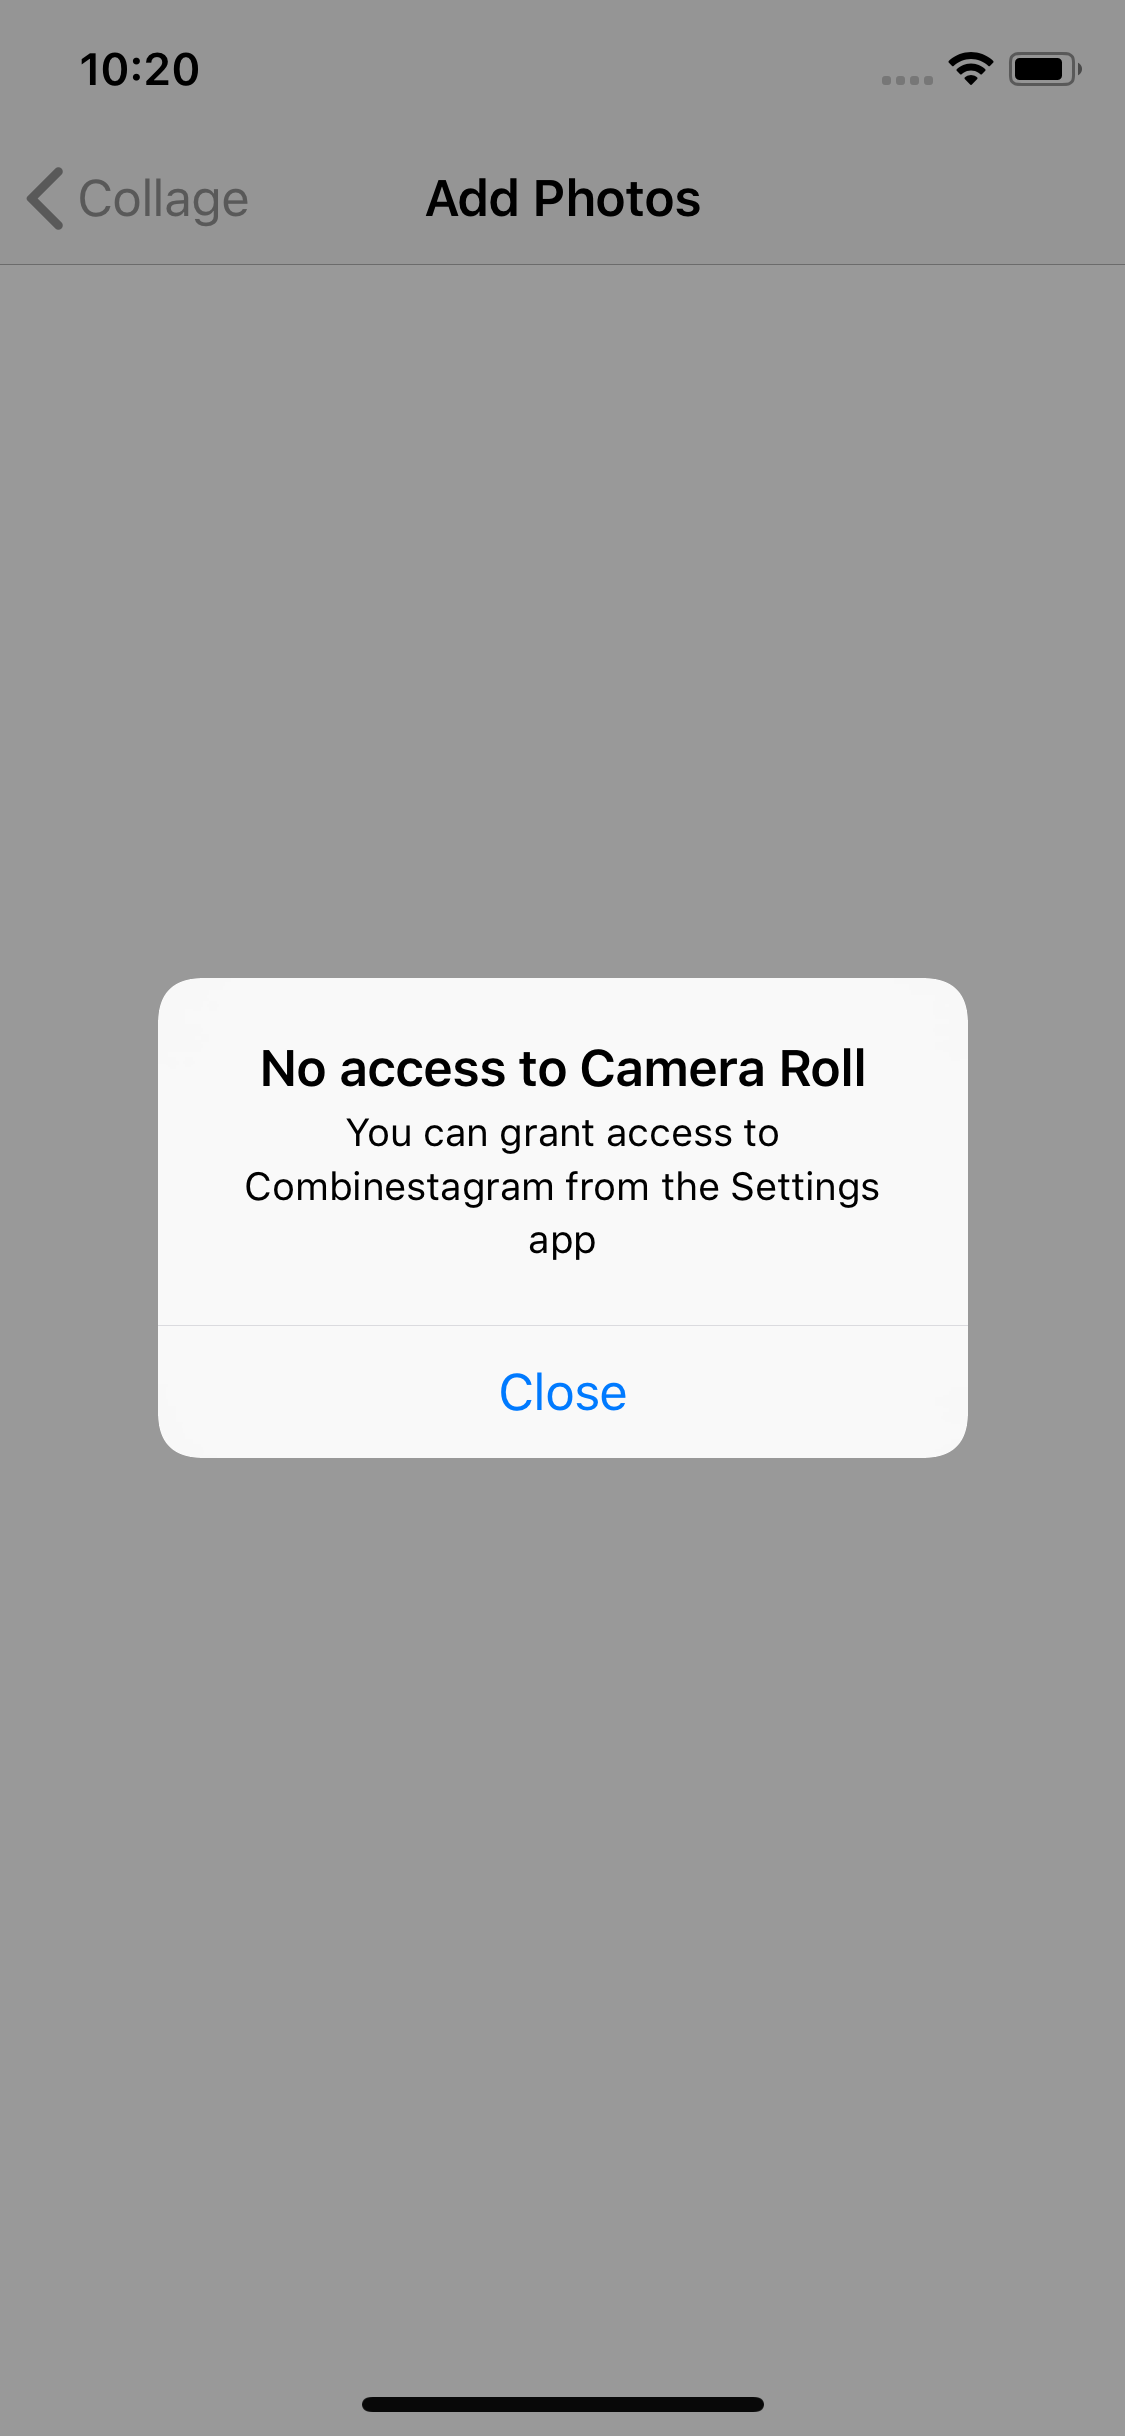 10:20
Collage
Add Photos
No access to Camera Roll
You can grant access to
Combinestagram from the Settings
app
Close